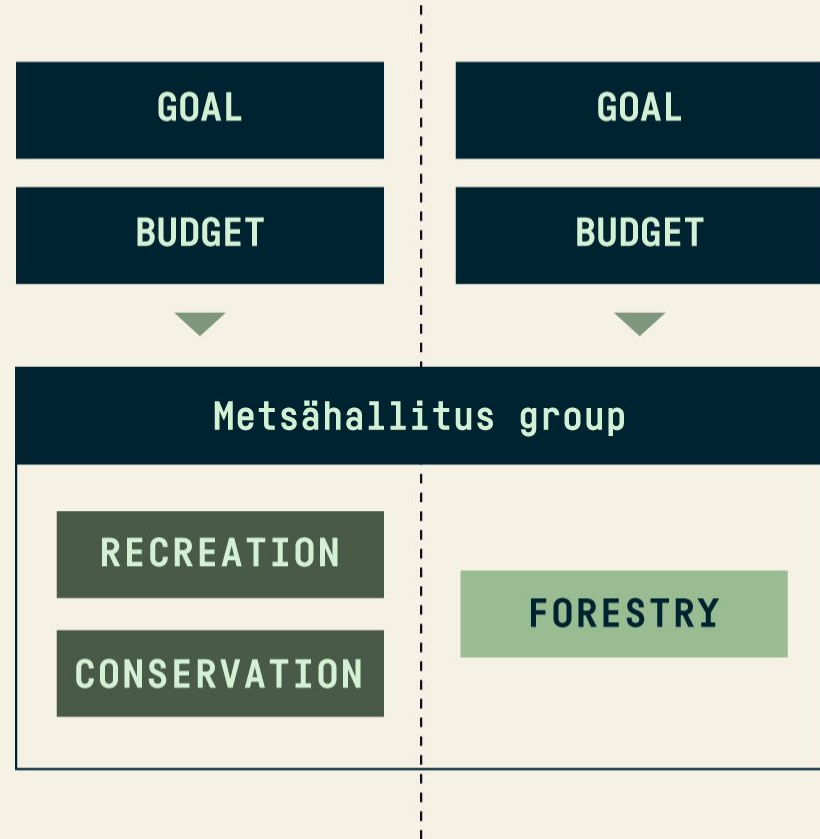 GOAL
GOAL
BUDGET
BUDGET
Metsähallitus group
RECREATION
FORESTRY
CONSERVATION